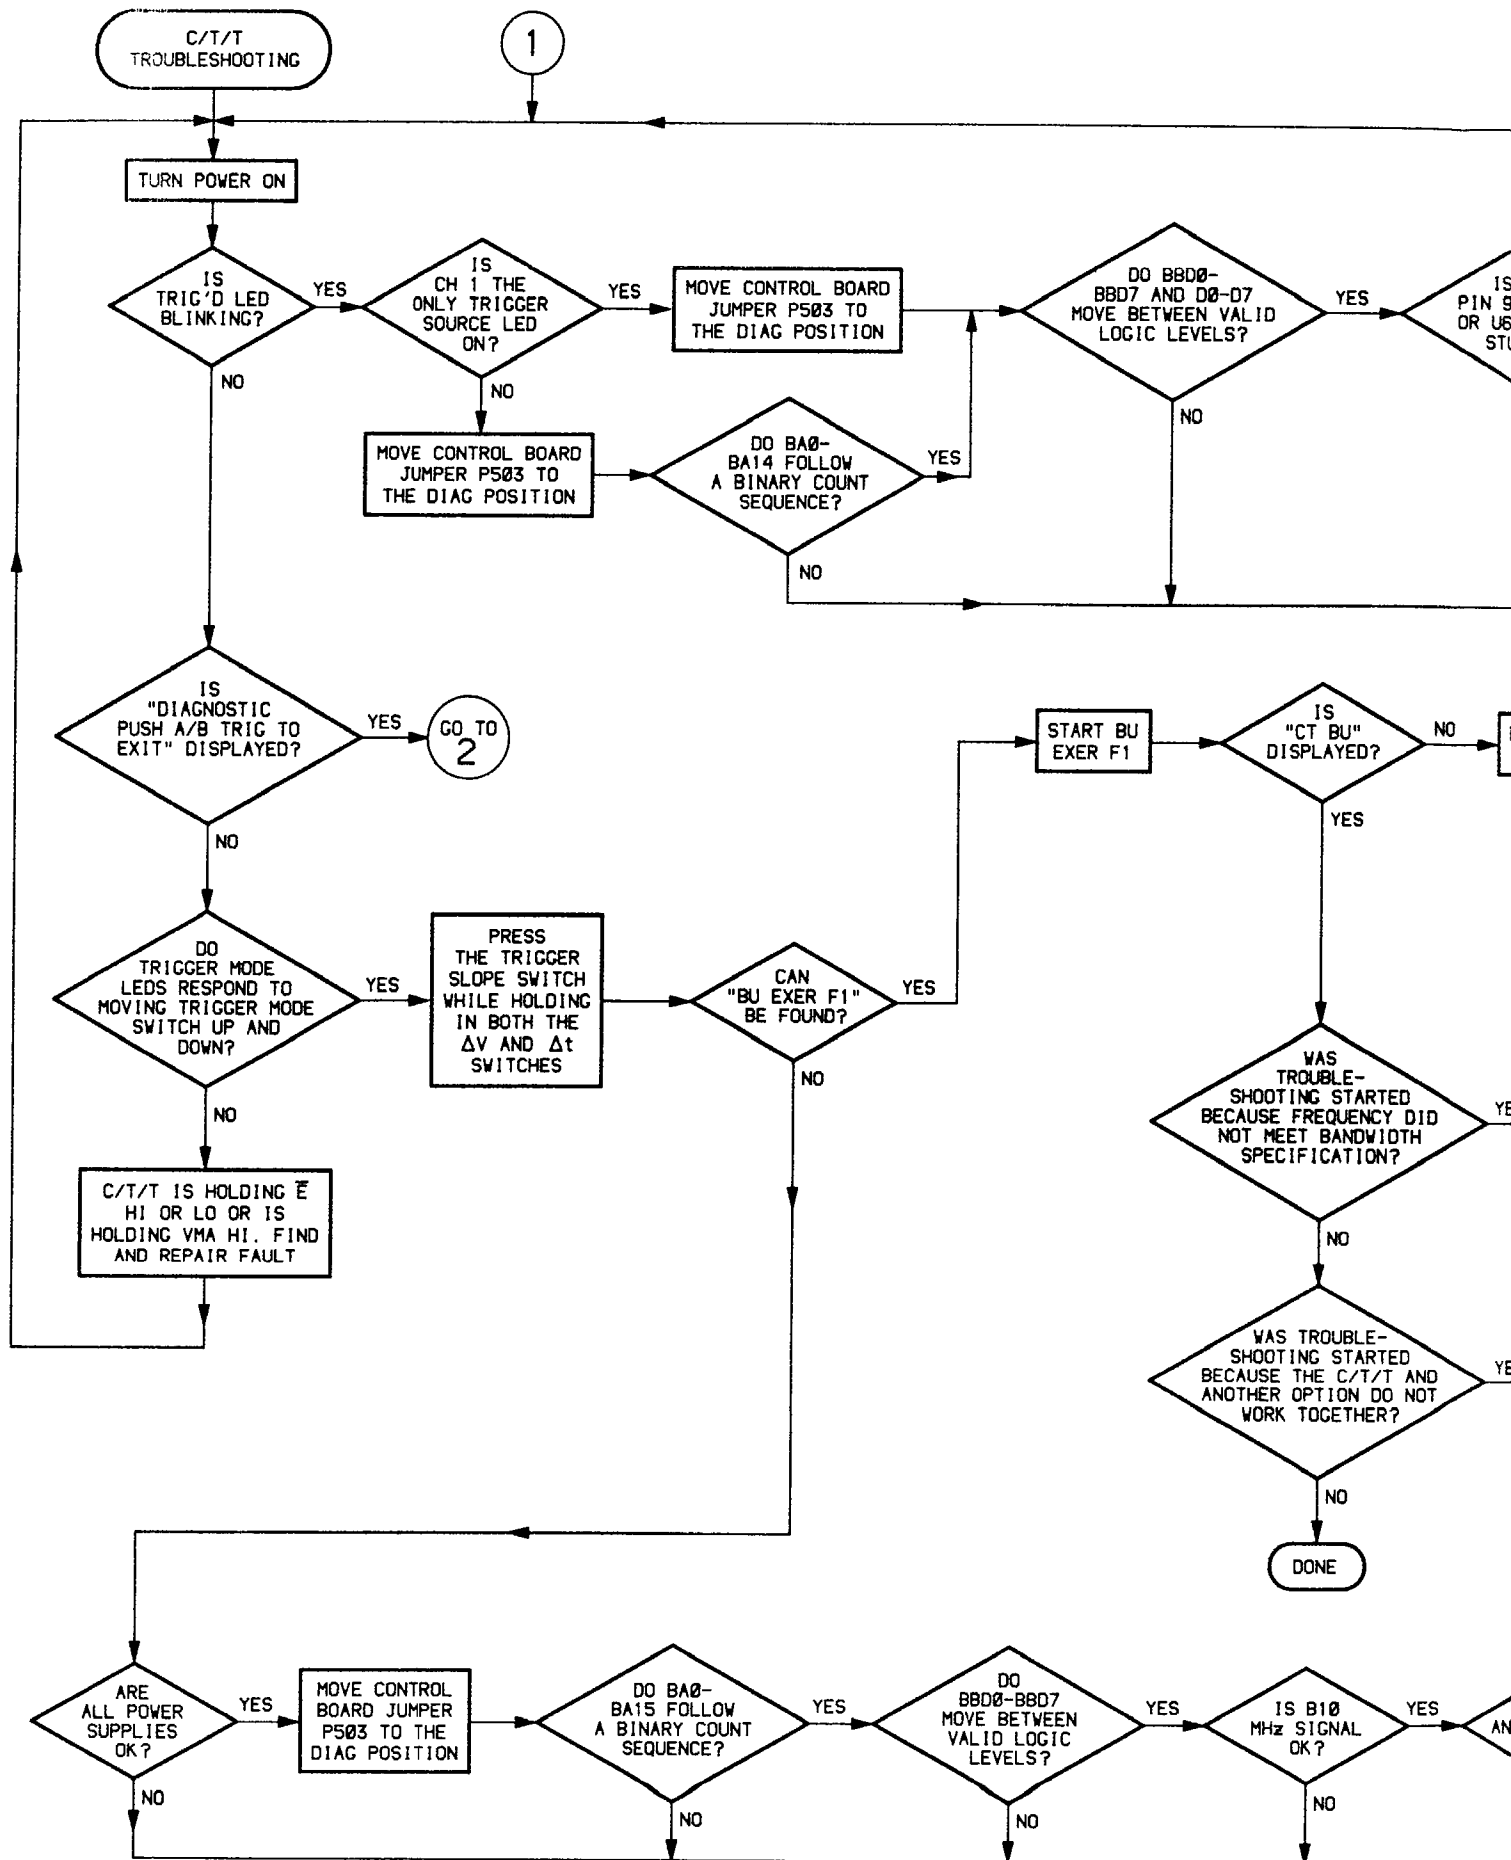 C/T/T
TROUBLESHOOTING
1
TURN POWER ON
IS
TRIG'D LED
BLINKING?
YES
NO
IS
CH 1 THE
ONLY TRIGGER
SOURCE LED
ON?
YES
NO
MOVE CONTROL BOARD
JUMPER P503 TO
THE DIAG POSITION
MOVE CONTROL BOARD
JUMPER P503 TO
THE DIAG POSITION
DO BA0-
BA14 FOLLOW
A BINARY COUNT
SEQUENCE?
YES
NO
DO BBD0-
BBD7 AND D0-D7
MOVE BETWEEN VALID
LOGIC LEVELS?
YES
NO
IS
PIN 9
OR U6
STU
IS
"DIAGNOSTIC
PUSH A/B TRIG TO
EXIT" DISPLAYED?
YES
NO
GO TO
2
DO
TRIGGER MODE
LEDS RESPOND TO
MOVING TRIGGER MODE
SWITCH UP AND
DOWN?
YES
NO
PRESS
THE TRIGGER
SLOPE SWITCH
WHILE HOLDING
IN BOTH THE
ΔV AND Δt
SWITCHES
CAN
"BU EXER F1"
BE FOUND?
YES
NO
START BU
EXER F1
IS
"CT BU"
DISPLAYED?
NO
YES
C/T/T IS HOLDING E̅
HI OR LO OR IS
HOLDING VMA HI. FIND
AND REPAIR FAULT
WAS
TROUBLE-
SHOOTING STARTED
BECAUSE FREQUENCY DID
NOT MEET BANDWIDTH
SPECIFICATION?
YE
NO
WAS TROUBLE-
SHOOTING STARTED
BECAUSE THE C/T/T AND
ANOTHER OPTION DO NOT
WORK TOGETHER?
YE
NO
DONE
ARE
ALL POWER
SUPPLIES
OK?
YES
NO
MOVE CONTROL
BOARD JUMPER
P503 TO THE
DIAG POSITION
DO BA0-
BA15 FOLLOW
A BINARY COUNT
SEQUENCE?
YES
NO
DO
BBD0-BBD7
MOVE BETWEEN
VALID LOGIC
LEVELS?
YES
NO
IS B10
MHz SIGNAL
OK?
YES
NO
AN